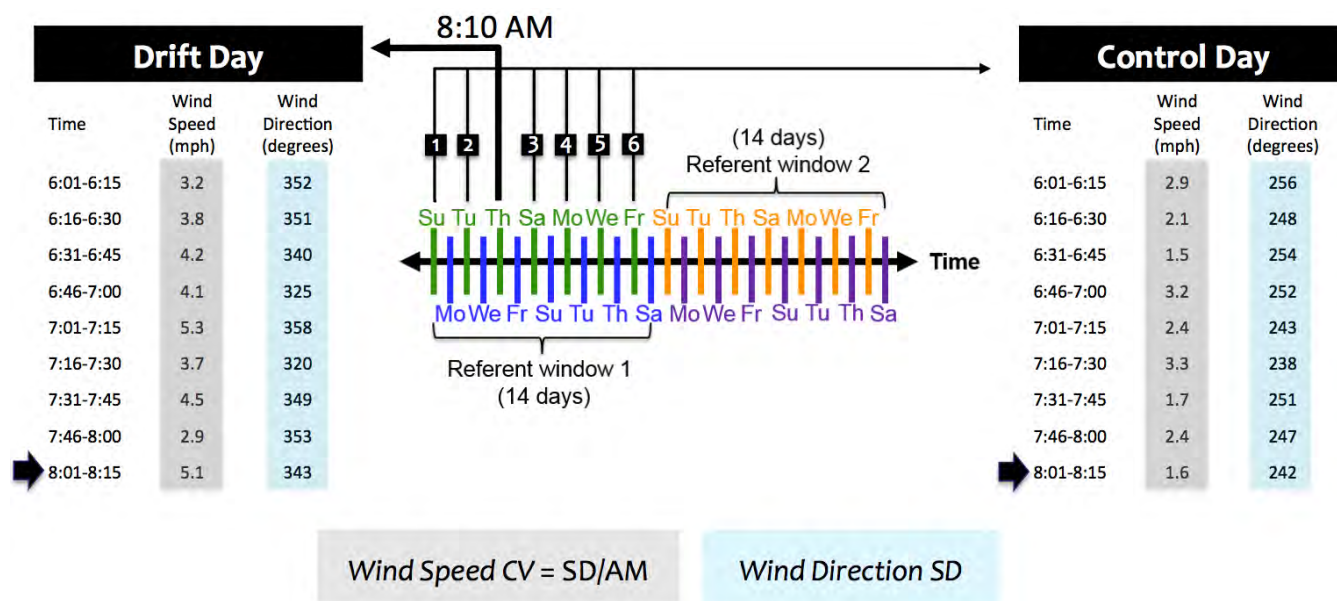 8:10 AM
Drift Day
Time Wind Speed (mph) Wind Direction (degrees)
6:01-6:15 3.2 352
6:16-6:30 3.8 351
6:31-6:45 4.2 340
6:46-7:00 4.1 325
7:01-7:15 5.3 358
7:16-7:30 3.7 320
7:31-7:45 4.5 349
7:46-8:00 2.9 353
8:01-8:15 5.1 343
1 2 3 4 5 6
(14 days)
Referent window 2
Su Tu Th Sa Mo We Fr Su Tu Th Sa Mo We Fr
Time
Mo We Fr Su Tu Th Sa Mo We Fr Su Tu Th Sa
Referent window 1
(14 days)
Control Day
Time Wind Speed (mph) Wind Direction (degrees)
6:01-6:15 2.9 256
6:16-6:30 2.1 248
6:31-6:45 1.5 254
6:46-7:00 3.2 252
7:01-7:15 2.4 243
7:16-7:30 3.3 238
7:31-7:45 1.7 251
7:46-8:00 2.4 247
8:01-8:15 1.6 242
Wind Speed CV = SD/AM
Wind Direction SD